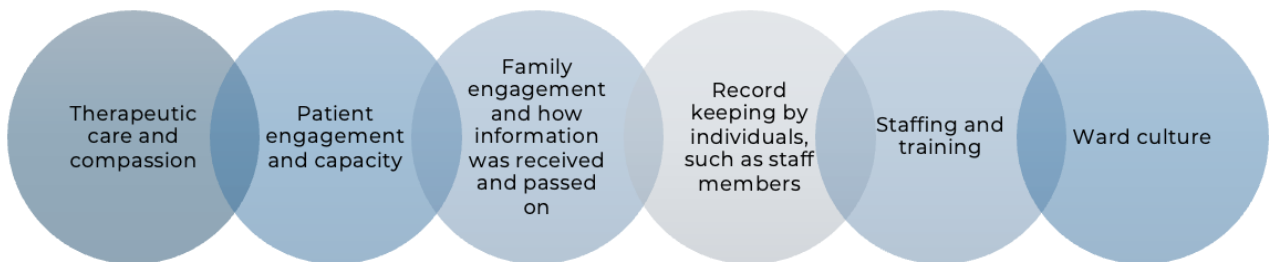 Therapeutic
care and
compassion
Patient
engagement
and capacity
Family
engagement
and how
information
was received
and passed
on
Record
keeping by
individuals,
such as staff
members
Staffing and
training
Ward culture